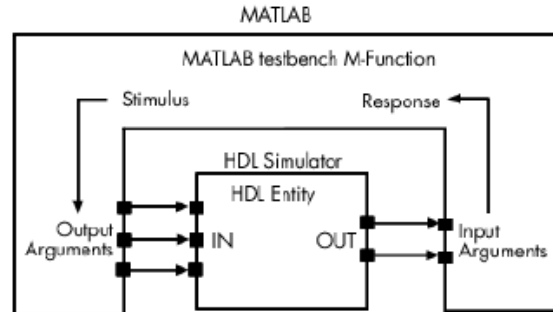 MATLAB
MATLAB testbench M-Function
Stimulus
Response
HDL Simulator
HDL Entity
Output
Arguments
IN
OUT
Input
Arguments